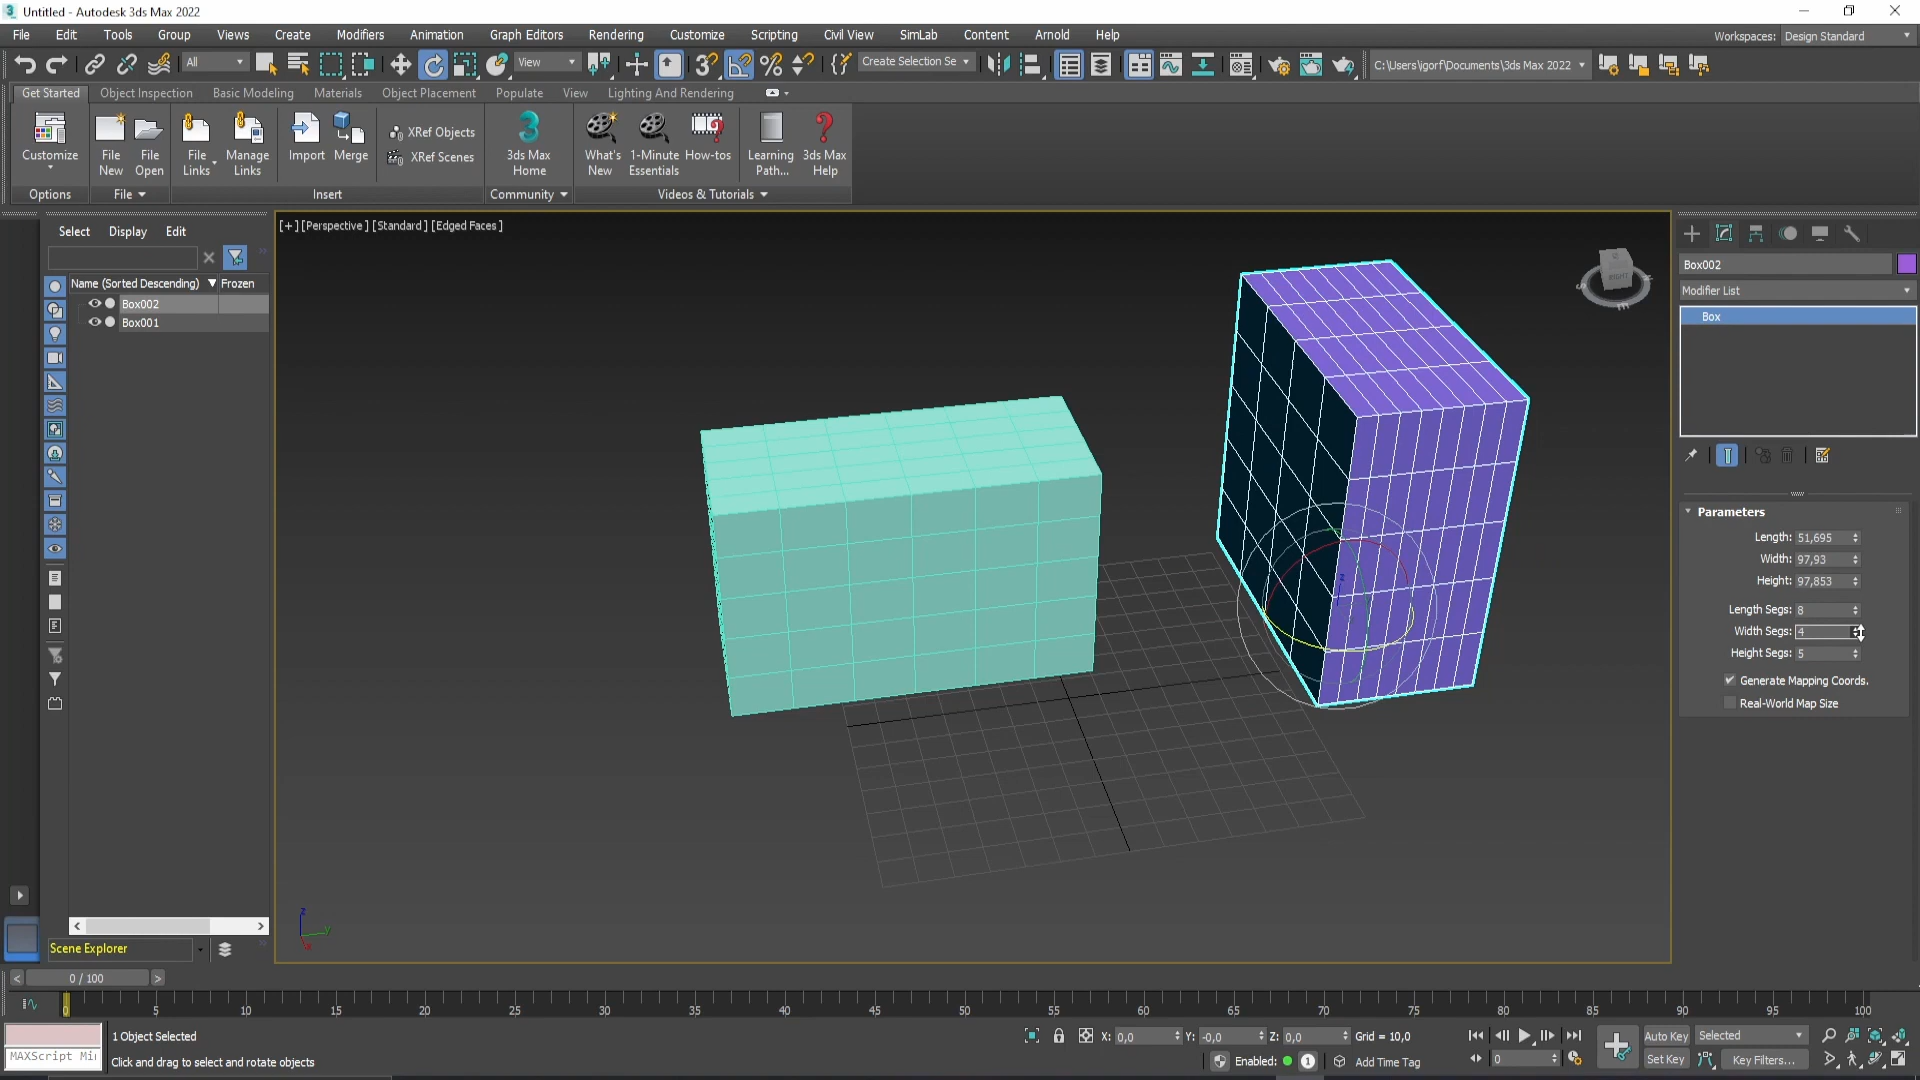 Untitled - Autodesk 3ds Max 2022
File Edit Tools Group Views Create Modifiers Animation Graph Editors Rendering Customize Scripting Civil View SimLab Content Arnold Help Workspaces: Design Standard
All View Create Selection Se C:\Users\igorf\Documents\3ds Max 2022
Get Started Object Inspection Basic Modeling Materials Object Placement Populate View Lighting And Rendering
Customize File New File Open File Links Manage Links Import Merge XRef Objects XRef Scenes 3ds Max Home What's New 1-Minute Essentials How-tos Learning Path... 3ds Max Help
Options File Insert Community Videos & Tutorials
Select Display Edit
[+] [Perspective] [Standard] [Edged Faces]
Name (Sorted Descending) Frozen
Box002
Box001
Box002
Modifier List
Box
Parameters
Length: 51,695
Width: 97,93
Height: 97,853
Length Segs: 8
Width Segs: 4
Height Segs: 5
Generate Mapping Coords.
Real-World Map Size
RIGHT
S
E
z
z
y
x
Scene Explorer
< 0 / 100 >
0 5 10 15 20 25 30 35 40 45 50 55 60 65 70 75 80 85 90 95 100
1 Object Selected X: 0,0 Y: -0,0 Z: 0,0 Grid = 10,0 Auto Key Selected
MAXScript Mi
Click and drag to select and rotate objects Enabled: 1 Add Time Tag 0 Set Key Key Filters...